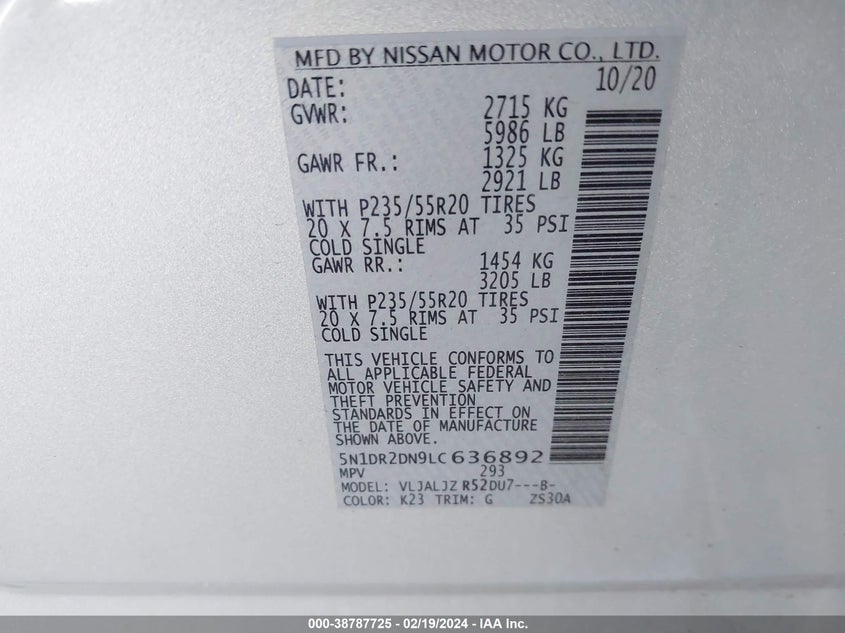 MFD BY NISSAN MOTOR CO., LTD.
DATE: 10/20
GVWR: 2715 KG
5986 LB
GAWR FR.: 1325 KG
2921 LB
WITH P235/55R20 TIRES
20 X 7.5 RIMS AT 35 PSI
COLD SINGLE
GAWR RR.: 1454 KG
3205 LB
WITH P235/55R20 TIRES
20 X 7.5 RIMS AT 35 PSI
COLD SINGLE
THIS VEHICLE CONFORMS TO
ALL APPLICABLE FEDERAL
MOTOR VEHICLE SAFETY AND
THEFT PREVENTION
STANDARDS IN EFFECT ON
THE DATE OF MANUFACTURE
SHOWN ABOVE.
5N1DR2DN9LC636892
MPV 293
MODEL: VLJALJZ R52DU7---B-
COLOR: K23 TRIM: G ZS30A
000-38787725 - 02/19/2024 - IAA Inc.